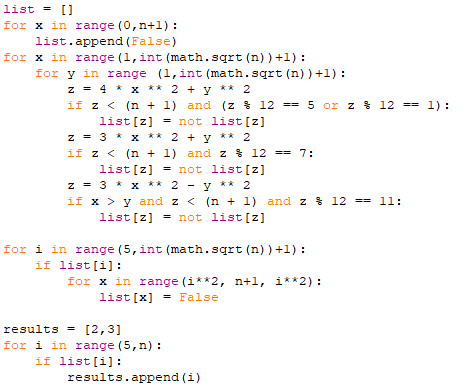 list = []
for x in range(0,n+1):
    list.append(False)
for x in range(1,int(math.sqrt(n))+1):
    for y in range (1,int(math.sqrt(n))+1):
        z = 4 * x ** 2 + y ** 2
        if z < (n + 1) and (z % 12 == 5 or z % 12 == 1):
            list[z] = not list[z]
        z = 3 * x ** 2 + y ** 2
        if z < (n + 1) and z % 12 == 7:
            list[z] = not list[z]
        z = 3 * x ** 2 - y ** 2
        if x > y and z < (n + 1) and z % 12 == 11:
            list[z] = not list[z]

for i in range(5,int(math.sqrt(n))+1):
    if list[i]:
        for x in range(i**2, n+1, i**2):
            list[x] = False

results = [2,3]
for i in range(5,n):
    if list[i]:
        results.append(i)